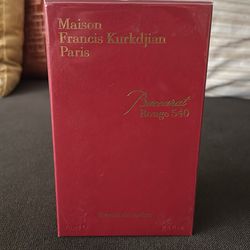 Maison
Francis Kurkdjian
Paris
Baccarat
Rouge 540